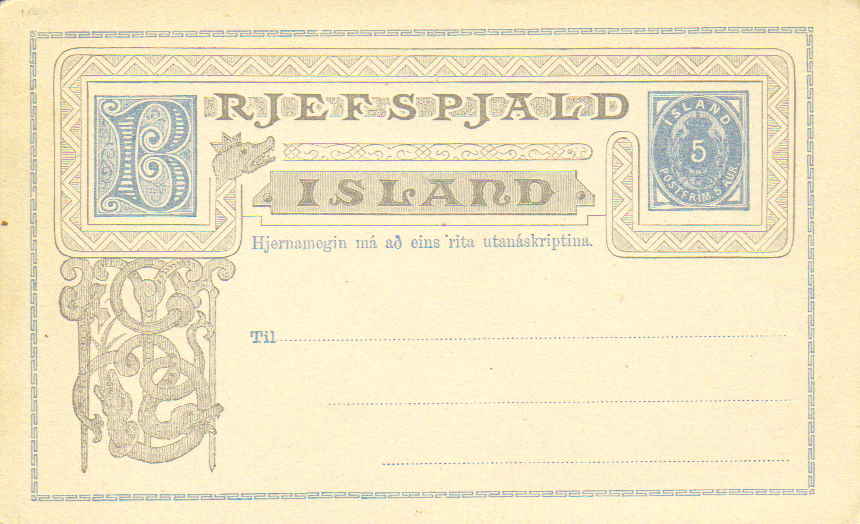 BRJEFSPJALD
ISLAND
ISLAND
5
POSTFRIM. 5 AUR.
Hjernamegin má að eins rita utanáskriptina.
Til